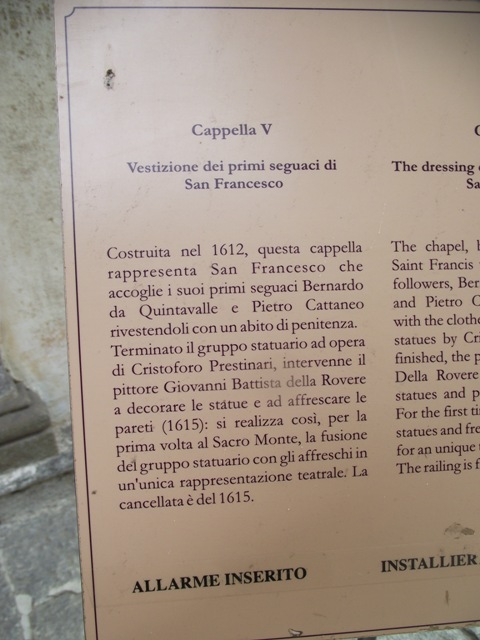 Cappella V
Vestizione dei primi seguaci di
San Francesco
Costruita nel 1612, questa cappella
rappresenta San Francesco che
accoglie i suoi primi seguaci Bernardo
da Quintavalle e Pietro Cattaneo
rivestendoli con un abito di penitenza.
Terminato il gruppo statuario ad opera
di Cristoforo Prestinari, intervenne il
pittore Giovanni Battista della Rovere
a decorare le statue e ad affrescare le
pareti (1615): si realizza così, per la
prima volta al Sacro Monte, la fusione
del gruppo statuario con gli affreschi in
un'unica rappresentazione teatrale. La
cancellata è del 1615.
ALLARME INSERITO
The dressing
The chapel,
Saint Francis
followers,
and Pietro
with the
statues by
finished, the
Della Rovere
statues and
For the first
statues and
for an unique
The railing is
INSTALLIER